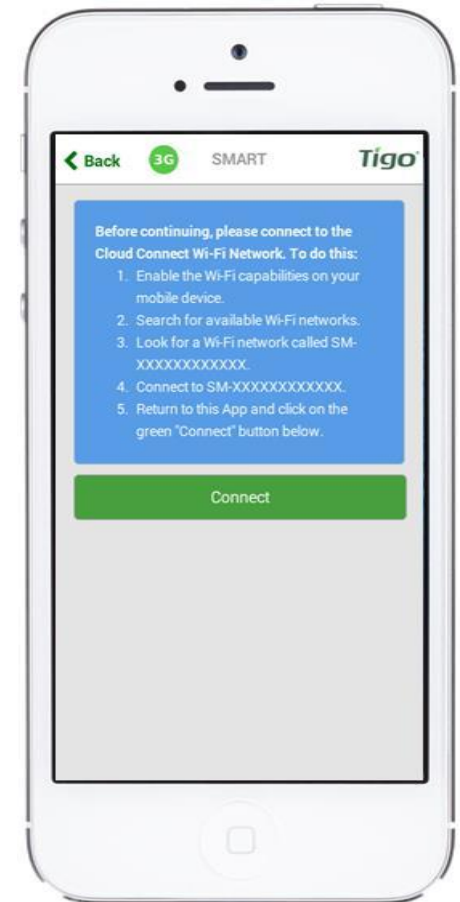 Back 3G SMART Tigo
Before continuing, please connect to the
Cloud Connect Wi-Fi Network. To do this:
1. Enable the Wi-Fi capabilities on your
mobile device.
2. Search for available Wi-Fi networks.
3. Look for a Wi-Fi network called SM-
XXXXXXXXXXXX.
4. Connect to SM-XXXXXXXXXXXX.
5. Return to this App and click on the
green "Connect" button below.
Connect